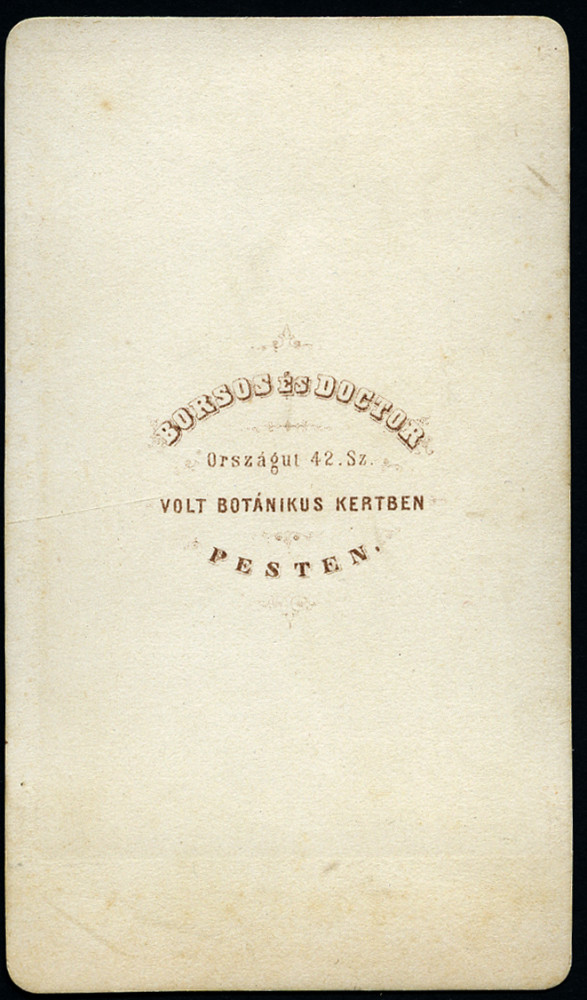 BORSOS ÉS DOCTOR
Országut 42. Sz.
VOLT BOTÁNIKUS KERTBEN
PESTEN.